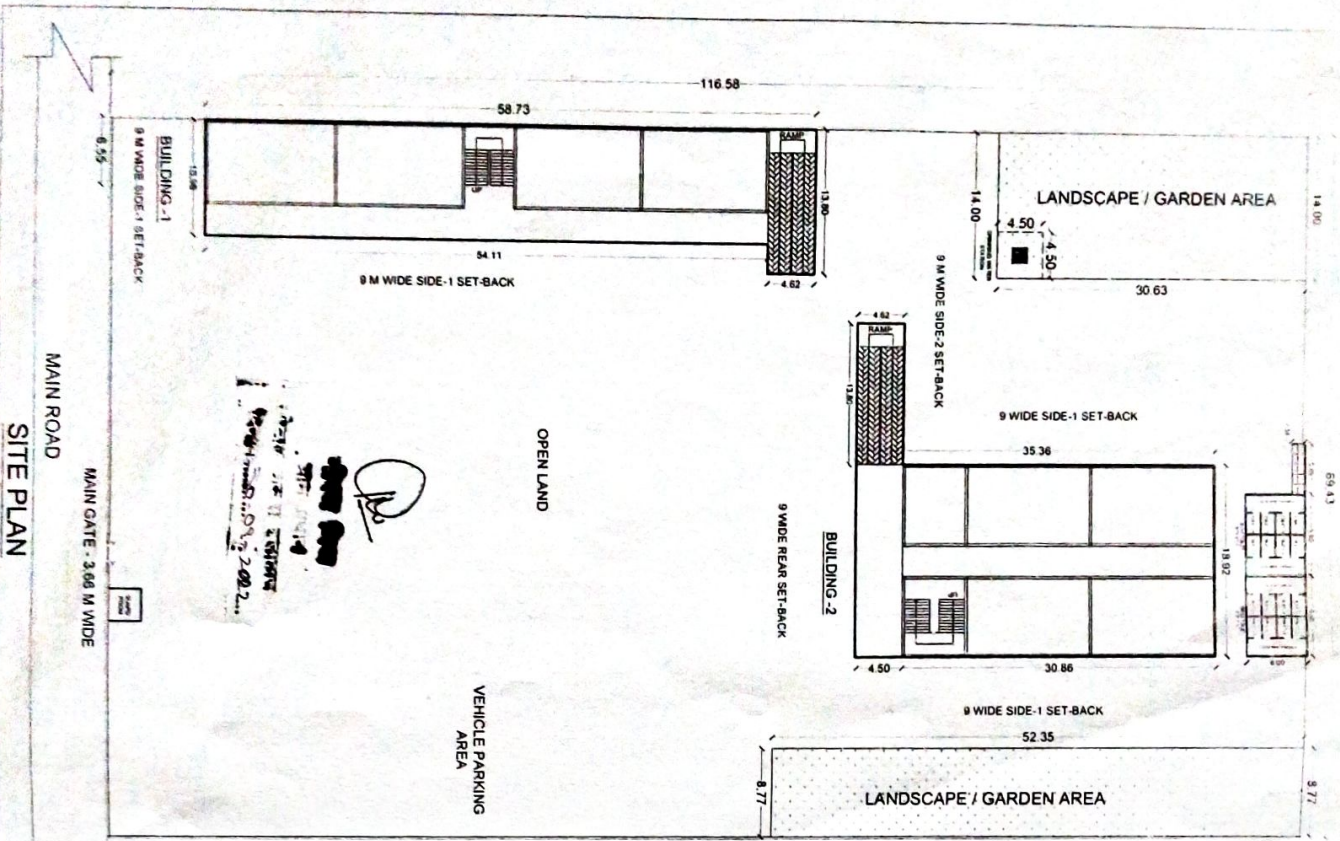 116.58
58.73
6.55
9 M WIDE SIDE-1 SET-BACK
BUILDING -1
RAMP
13.80
54.11
4.62
9 M WIDE SIDE-1 SET-BACK
14.00
LANDSCAPE / GARDEN AREA
14.00
4.50
4.50
30.63
9 M WIDE SIDE-2 SET-BACK
4.62
RAMP
13.80
9 WIDE SIDE-1 SET-BACK
35.36
69.43
OPEN LAND
9 WIDE REAR SET-BACK
BUILDING -2
13.92
4.50
30.86
6.00
9 WIDE SIDE-1 SET-BACK
52.35
8.77
LANDSCAPE / GARDEN AREA
8.77
VEHICLE PARKING
AREA
MAIN GATE - 3.66 M WIDE
MAIN ROAD
SITE PLAN